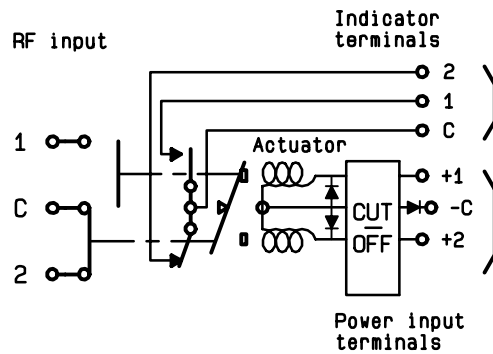 Indicator
terminals
RF input
2
1
C
Actuator
1
C
2
+1
-C
+2
CUT
OFF
Power input
terminals